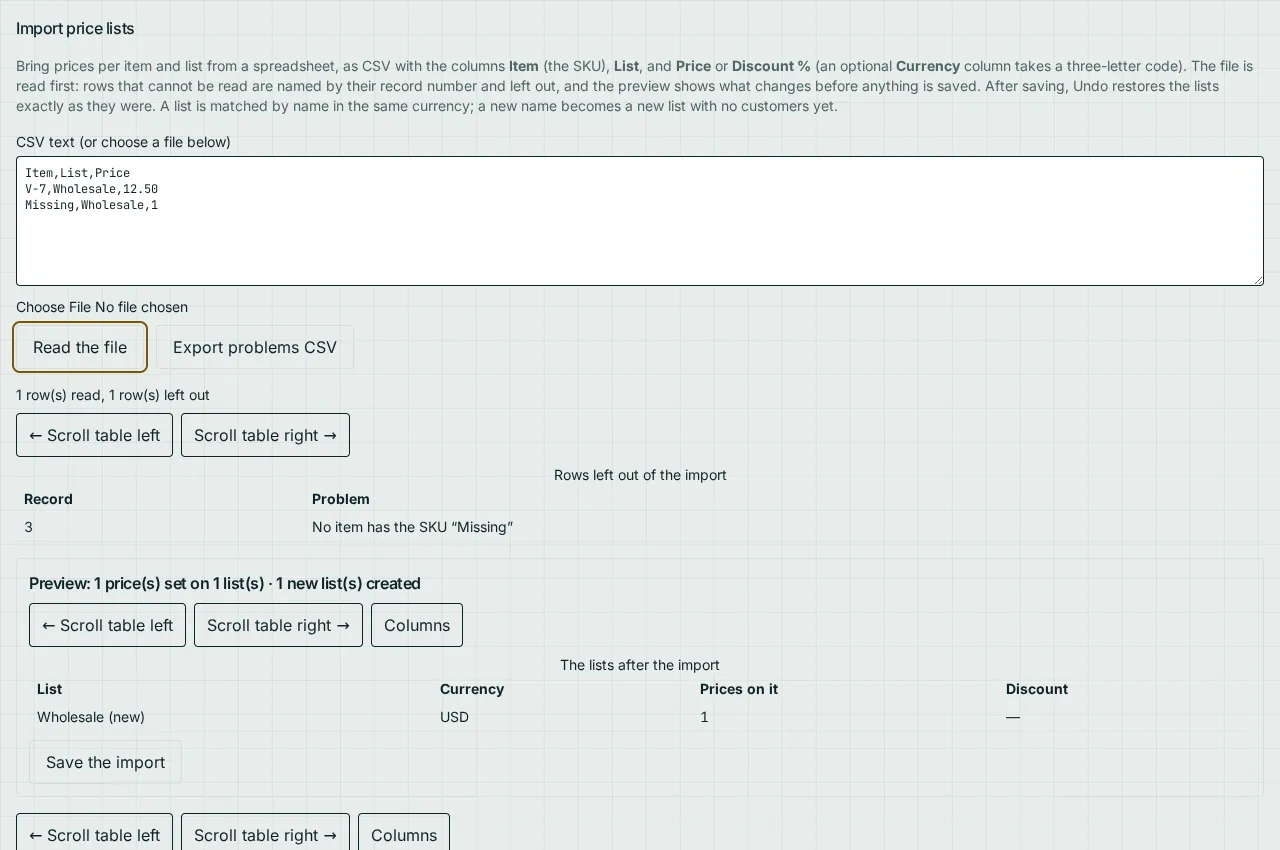 Import price lists
Bring prices per item and list from a spreadsheet, as CSV with the columns Item (the SKU), List, and Price or Discount % (an optional Currency column takes a three-letter code). The file is
read first: rows that cannot be read are named by their record number and left out, and the preview shows what changes before anything is saved. After saving, Undo restores the lists
exactly as they were. A list is matched by name in the same currency; a new name becomes a new list with no customers yet.
CSV text (or choose a file below)
Item,List,Price
V-7,Wholesale,12.50
Missing,Wholesale,1
Choose File No file chosen
Read the file Export problems CSV
1 row(s) read, 1 row(s) left out
← Scroll table left Scroll table right →
Rows left out of the import
Record Problem
3 No item has the SKU “Missing”
Preview: 1 price(s) set on 1 list(s) · 1 new list(s) created
← Scroll table left Scroll table right → Columns
The lists after the import
List Currency Prices on it Discount
Wholesale (new) USD 1 —
Save the import
← Scroll table left Scroll table right → Columns